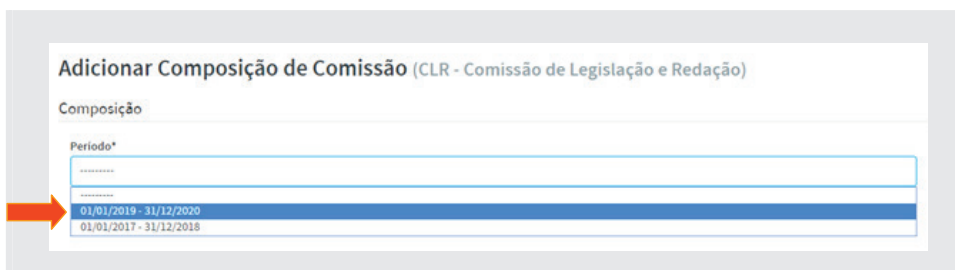 Adicionar Composição de Comissão (CLR - Comissão de Legislação e Redação)
Composição
Período*
---------
---------
01/01/2019 - 31/12/2020
01/01/2017 - 31/12/2018